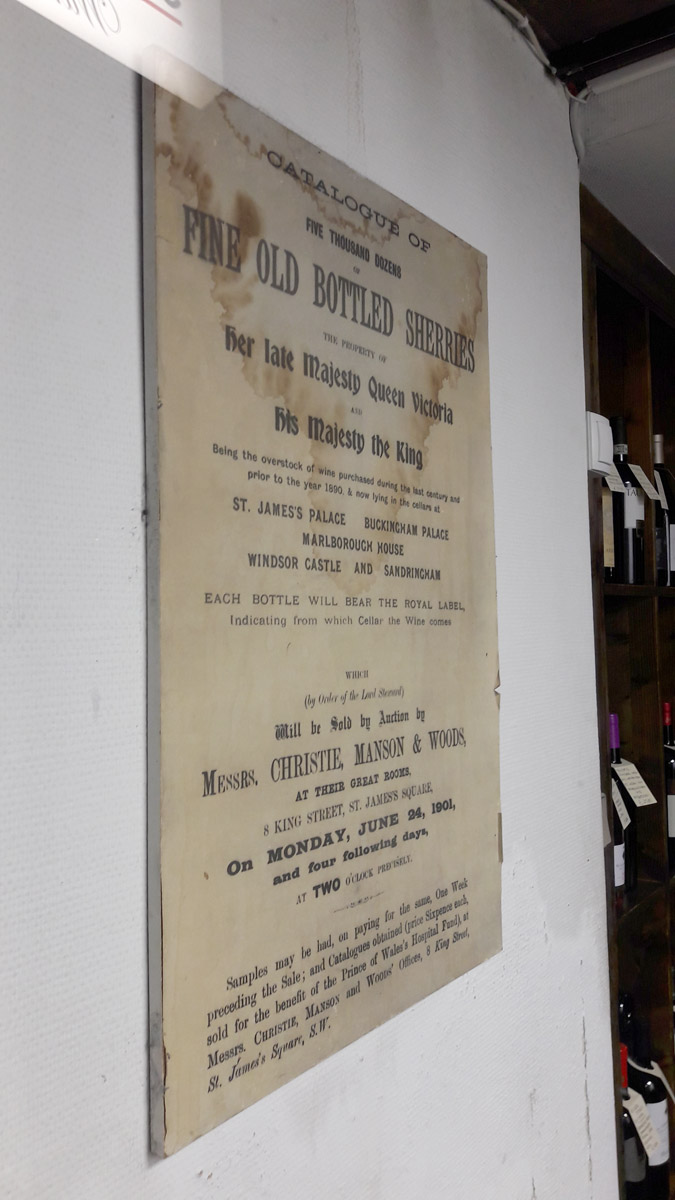 CATALOGUE OF
FIVE THOUSAND DOZENS
OF
FINE OLD BOTTLED SHERRIES
THE PROPERTY OF
Her late Majesty Queen Victoria
AND
His Majesty the King
Being the overstock of wine purchased during the last century and
prior to the year 1890, & now lying in the cellars at
ST. JAMES'S PALACE BUCKINGHAM PALACE
MARLBOROUGH HOUSE
WINDSOR CASTLE AND SANDRINGHAM
EACH BOTTLE WILL BEAR THE ROYAL LABEL,
Indicating from which Cellar the Wine comes
WHICH
(by Order of the Lord Steward)
Will be Sold by Auction by
MESSRS. CHRISTIE, MANSON & WOODS,
AT THEIR GREAT ROOMS,
8 KING STREET, ST. JAMES'S SQUARE,
On MONDAY, JUNE 24, 1901,
and four following days,
AT TWO O'CLOCK PRECISELY.
Samples may be had, on paying for the same, One Week
preceding the Sale; and Catalogues obtained (price Sixpence each,
sold for the benefit of the Prince of Wales's Hospital Fund), at
Messrs. CHRISTIE, MANSON and WOODS' Offices, 8 King Street,
St. James's Square, S.W.